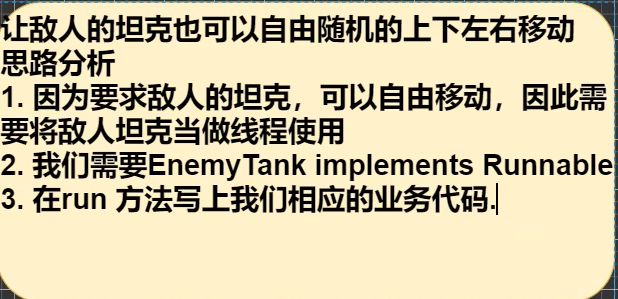 让敌人的坦克也可以自由随机的上下左右移动
思路分析
1. 因为要求敌人的坦克，可以自由移动，因此需
要将敌人坦克当做线程使用
2. 我们需要EnemyTank implements Runnable
3. 在run 方法写上我们相应的业务代码.